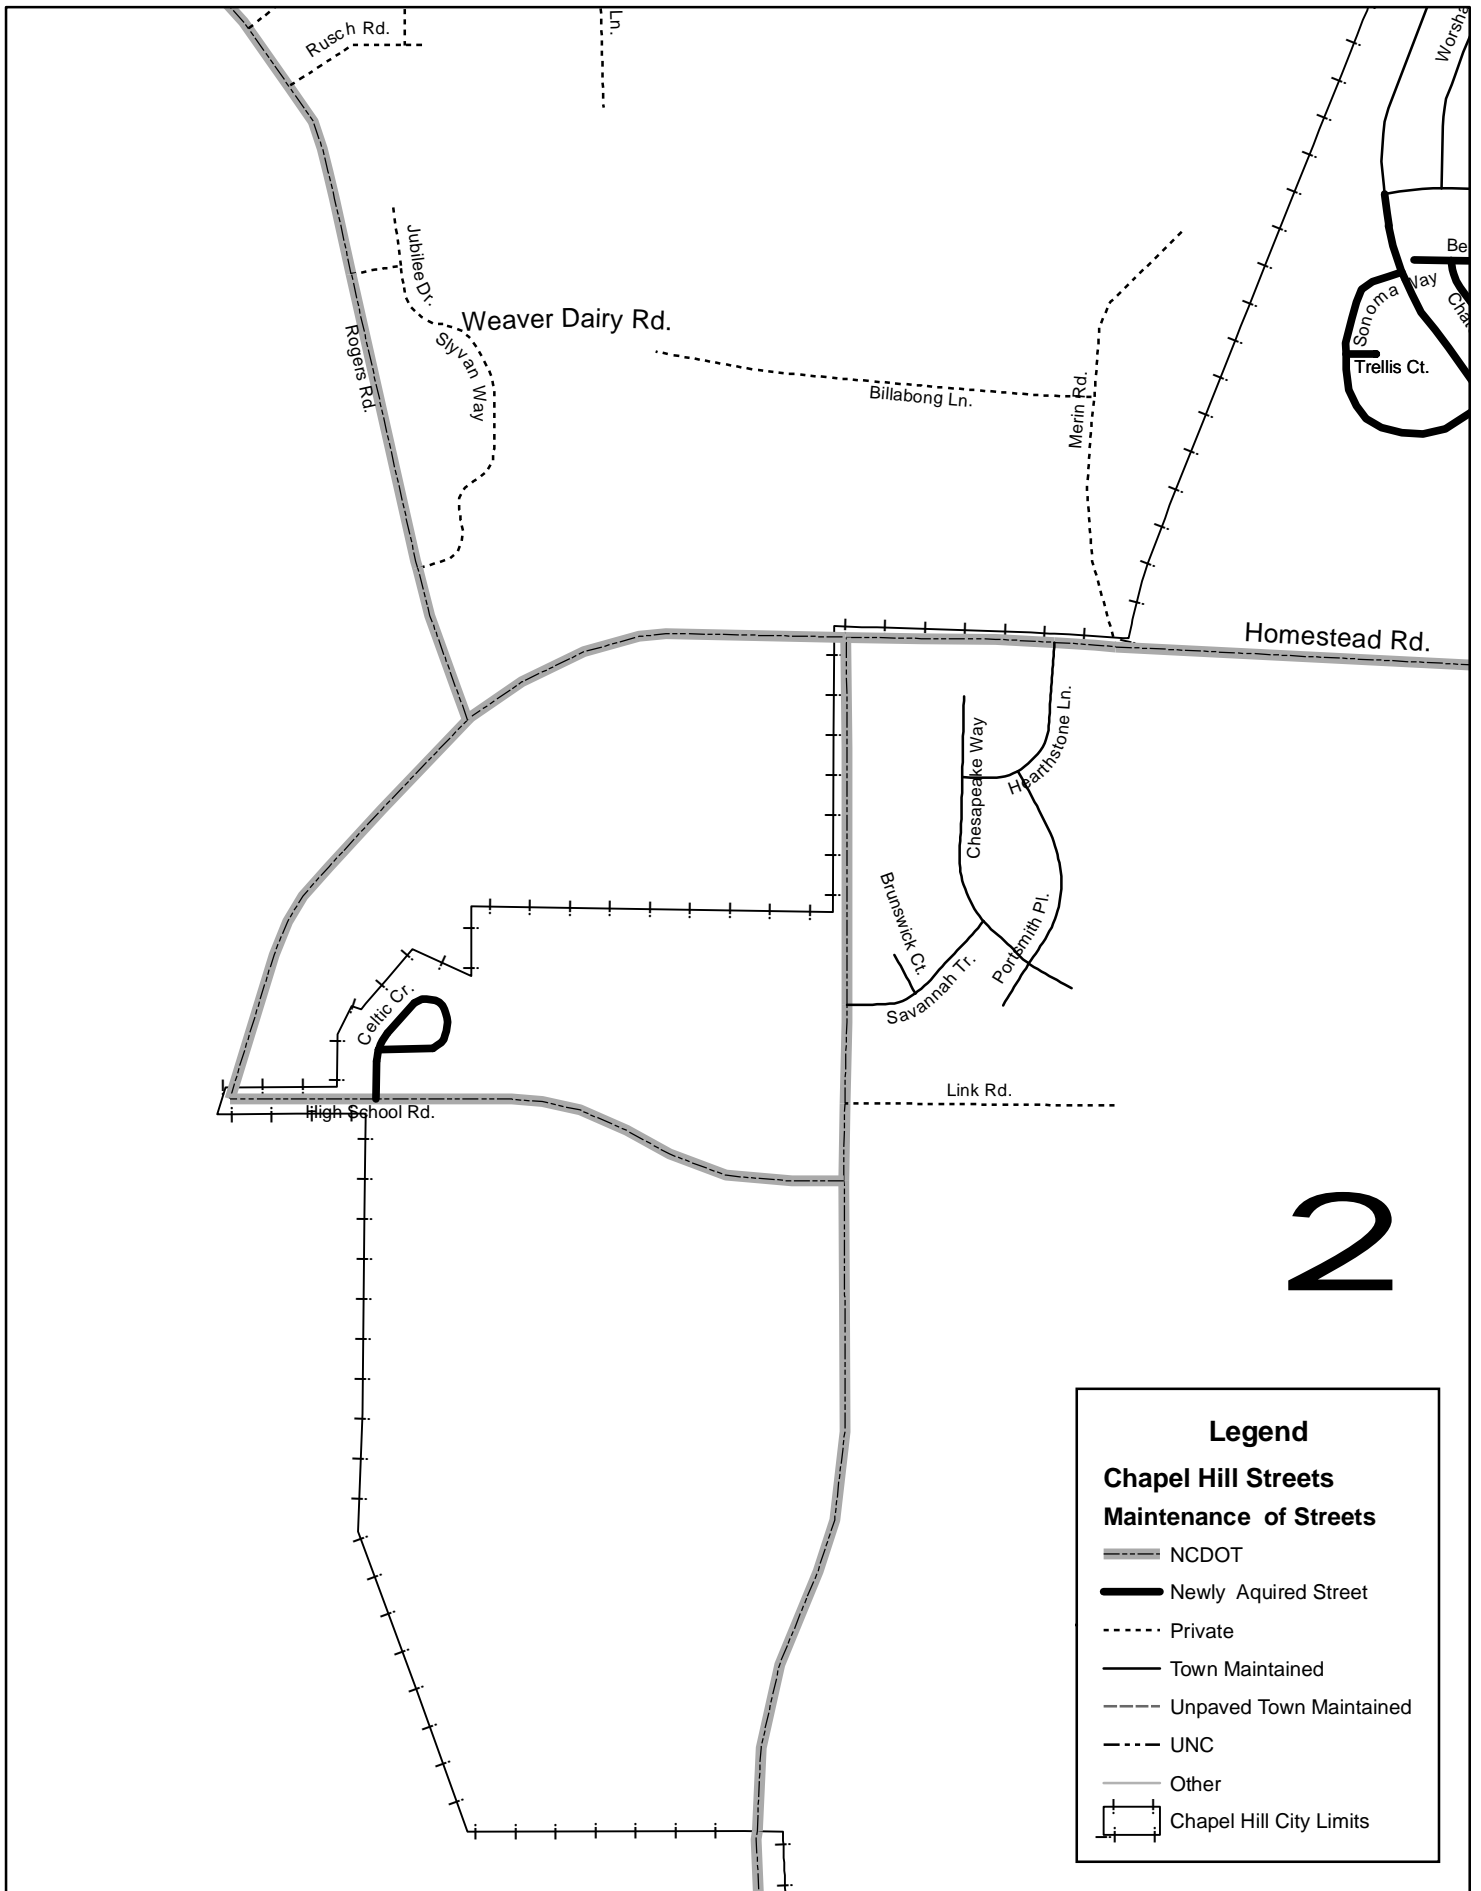 Rusch Rd.
Ln.
Jubilee Dr.
Weaver Dairy Rd.
Slyvan Way
Rogers Rd.
Billabong Ln.
Merin Rd.
Sonoma Way
Trellis Ct.
Homestead Rd.
Chesapeake Way
Hearthstone Ln.
Brunswick Ct.
Savannah Tr.
Portsmith Pl.
Celtic Cr.
High School Rd.
Link Rd.
2
Legend
Chapel Hill Streets
Maintenance of Streets
NCDOT
Newly Aquired Street
Private
Town Maintained
Unpaved Town Maintained
UNC
Other
Chapel Hill City Limits